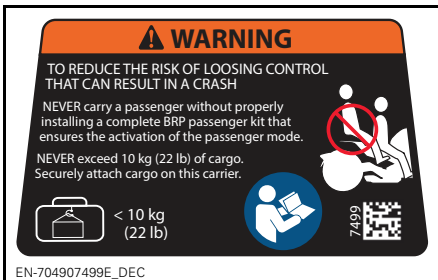 WARNING
TO REDUCE THE RISK OF LOOSING CONTROL
THAT CAN RESULT IN A CRASH
NEVER carry a passenger without properly
installing a complete BRP passenger kit that
ensures the activation of the passenger mode.
NEVER exceed 10 kg (22 lb) of cargo.
Securely attach cargo on this carrier.
< 10 kg
(22 lb)
7499
EN-704907499E_DEC